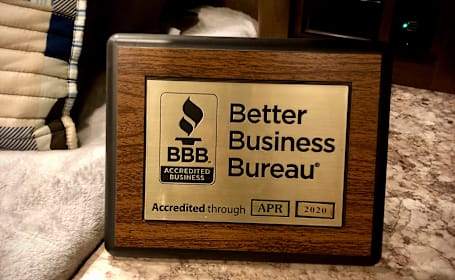 BBB.
ACCREDITED
BUSINESS
Better
Business
Bureau®
Accredited through APR 2020